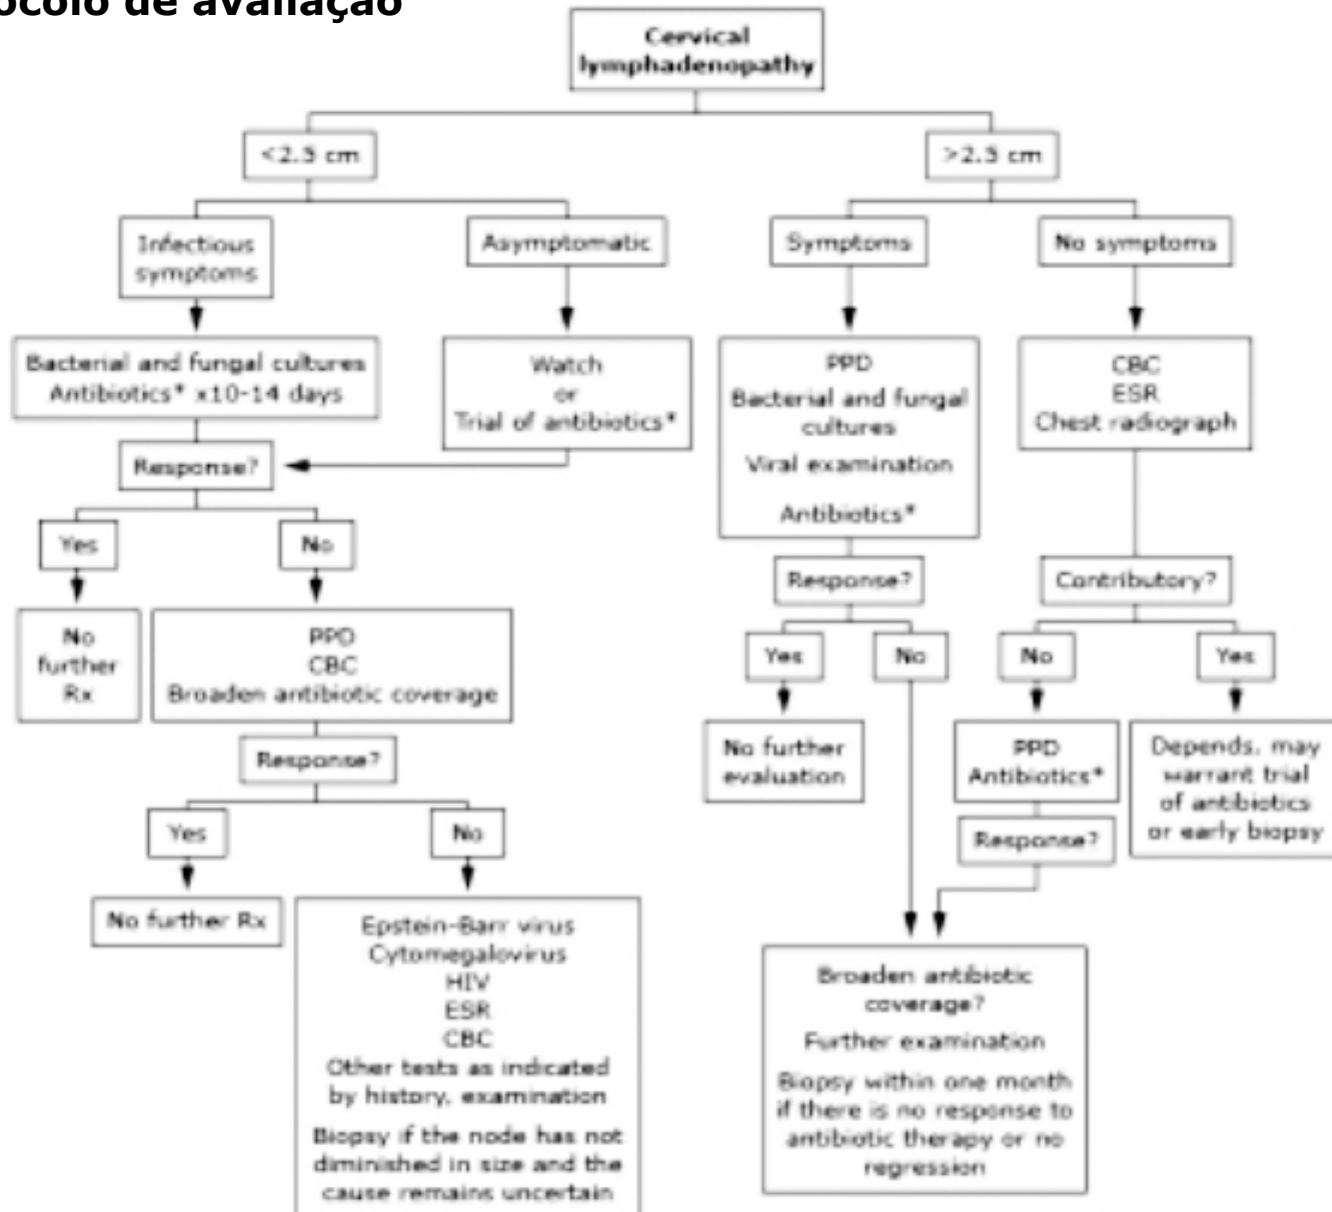 ocolo de avaliação
Cervical
lymphadenopathy
<2.5 cm
>2.5 cm
Infectious
symptoms
Asymptomatic
Symptoms
No symptoms
Bacterial and fungal cultures
Antibiotics* x10-14 days
Watch
or
Trial of antibiotics*
PPD
Bacterial and fungal
cultures
Viral examination
Antibiotics*
CBC
ESR
Chest radiograph
Response?
Yes
No
Response?
Contributory?
No
further
Rx
PPD
CBC
Broaden antibiotic coverage
Yes
No
No
Yes
Response?
No further
evaluation
PPD
Antibiotics*
Depends, may
warrant trial
of antibiotics
or early biopsy
Yes
No
Response?
No further Rx
Epstein-Barr virus
Cytomegalovirus
HIV
ESR
CBC
Other tests as indicated
by history, examination
Biopsy if the node has not
diminished in size and the
cause remains uncertain
Broaden antibiotic
coverage?
Further examination
Biopsy within one month
if there is no response to
antibiotic therapy or no
regression